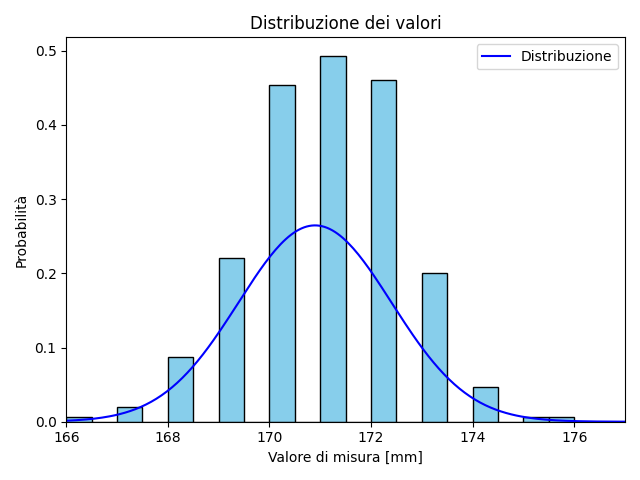 Distribuzione dei valori
Distribuzione
Probabilità
0.5
0.4
0.3
0.2
0.1
0.0
166 168 170 172 174 176
Valore di misura [mm]